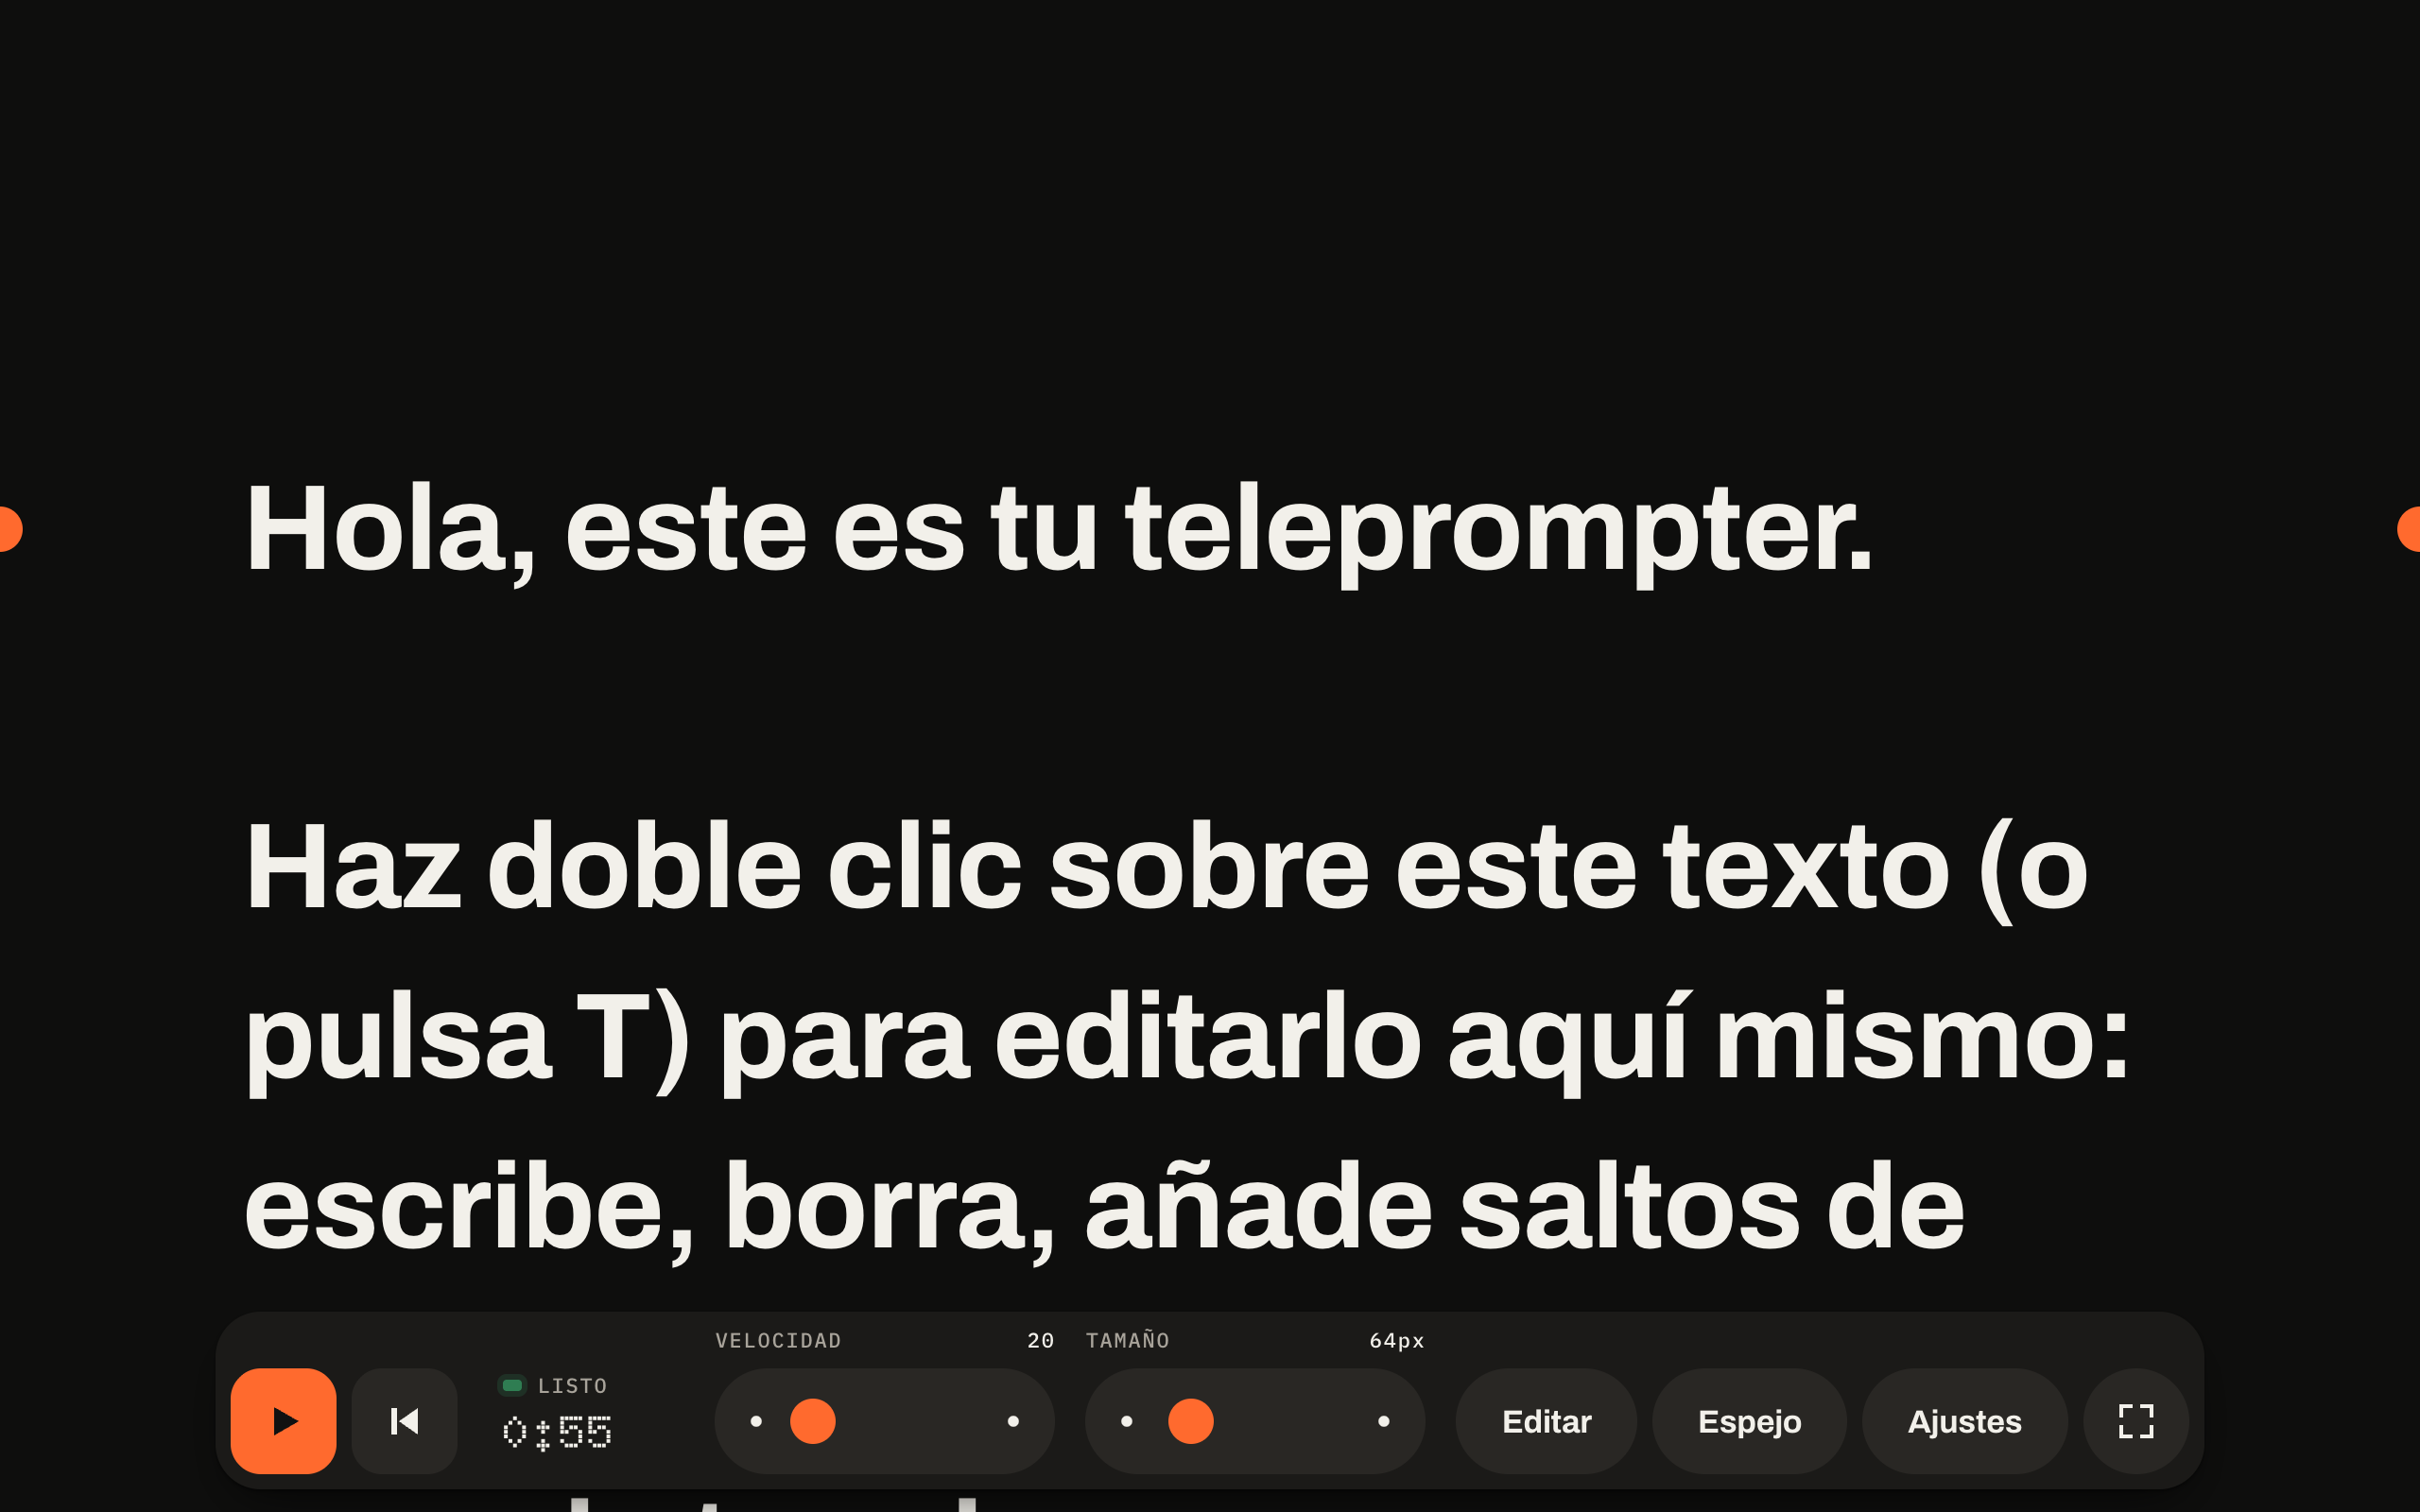 Hola, este es tu teleprompter.
Haz doble clic sobre este texto (o
pulsa T) para editarlo aquí mismo:
escribe, borra, añade saltos de
VELOCIDAD 20
TAMAÑO 64px
LISTO
0:55
Editar
Espejo
Ajustes